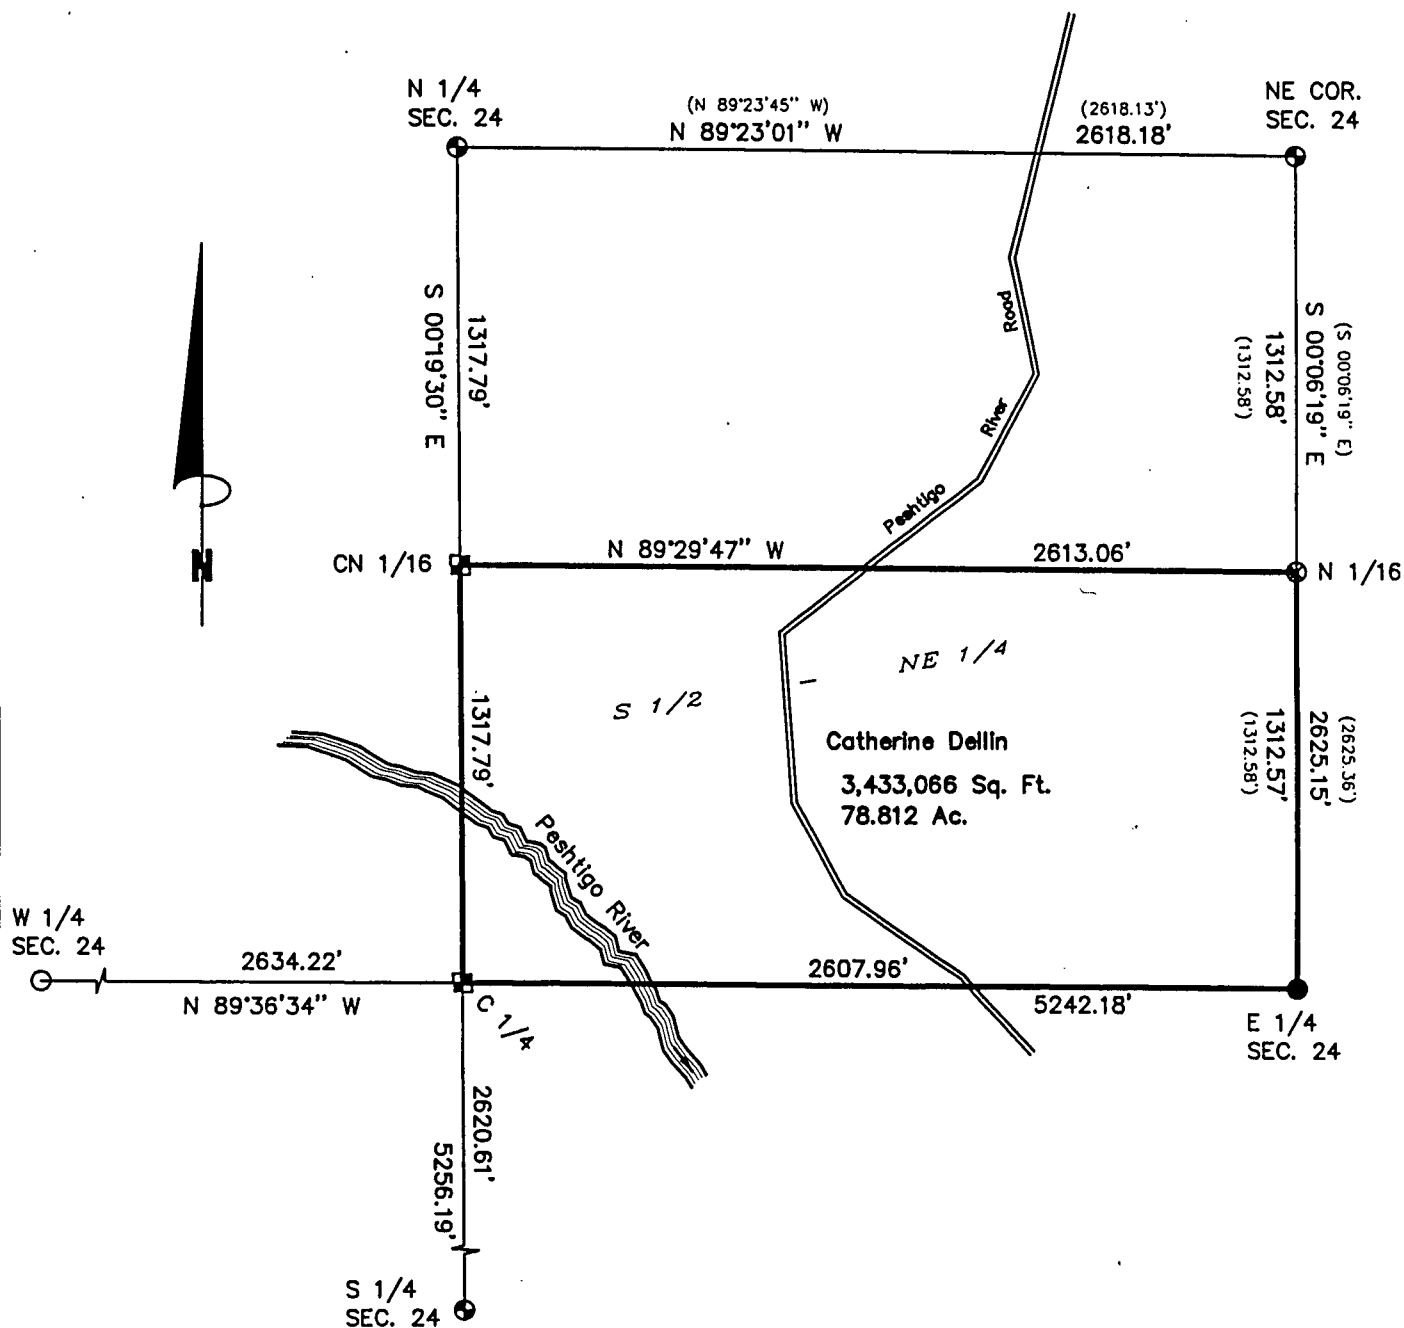 N 1/4
SEC. 24
(N 89°23'45" W)
N 89°23'01" W
(2618.13')
2618.18'
NE COR.
SEC. 24
S 00°19'30" E
1317.79'
Road
River
Peshtigo
(S 00°06'19" E)
S 00°06'19" E
1312.58'
(1312.58')
N
CN 1/16
N 89°29'47" W
2613.06'
N 1/16
NE 1/4
S 1/2
1317.79'
Catherine Dellin
3,433,066 Sq. Ft.
78.812 Ac.
(2625.36')
2625.15'
1312.57'
(1312.58')
Peshtigo River
W 1/4
SEC. 24
2634.22'
N 89°36'34" W
C 1/4
2607.96'
5242.18'
E 1/4
SEC. 24
2620.61'
5256.19'
S 1/4
SEC. 24